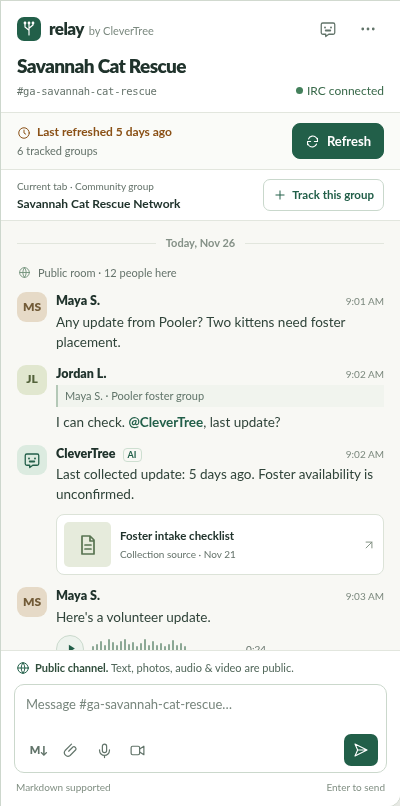 relay by CleverTree
Savannah Cat Rescue
#ga-savannah-cat-rescue
IRC connected
Last refreshed 5 days ago
6 tracked groups
Refresh
Current tab · Community group
Savannah Cat Rescue Network
Track this group
Today, Nov 26
Public room · 12 people here
MS
Maya S.
9:01 AM
Any update from Pooler? Two kittens need foster
placement.
JL
Jordan L.
9:02 AM
Maya S. · Pooler foster group
I can check. @CleverTree, last update?
CleverTree AI
9:02 AM
Last collected update: 5 days ago. Foster availability is
unconfirmed.
Foster intake checklist
Collection source · Nov 21
MS
Maya S.
9:03 AM
Here's a volunteer update.
0:24
Public channel. Text, photos, audio & video are public.
Message #ga-savannah-cat-rescue...
M↓
Markdown supported
Enter to send